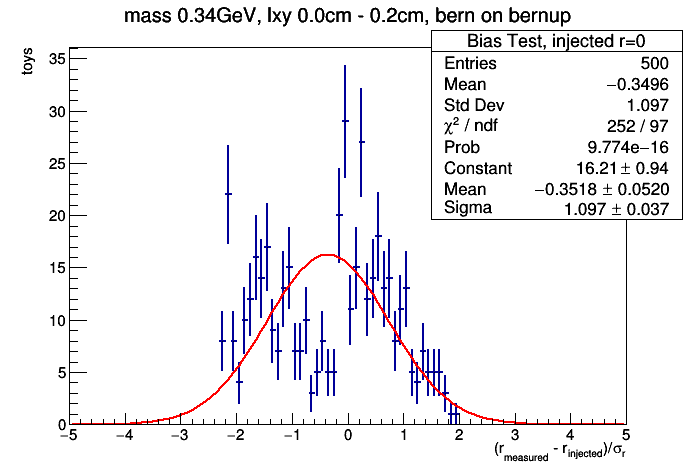 mass 0.34GeV, lxy 0.0cm - 0.2cm, bern on bernup
Bias Test, injected r=0
Entries 500
Mean −0.3496
Std Dev 1.097
χ² / ndf 252 / 97
Prob 9.774e−16
Constant 16.21 ± 0.94
Mean −0.3518 ± 0.0520
Sigma 1.097 ± 0.037
toys
35
30
25
20
15
10
5
0
−5 −4 −3 −2 −1 0 1 2 3 4 5
(r_measured - r_injected)/σ_r